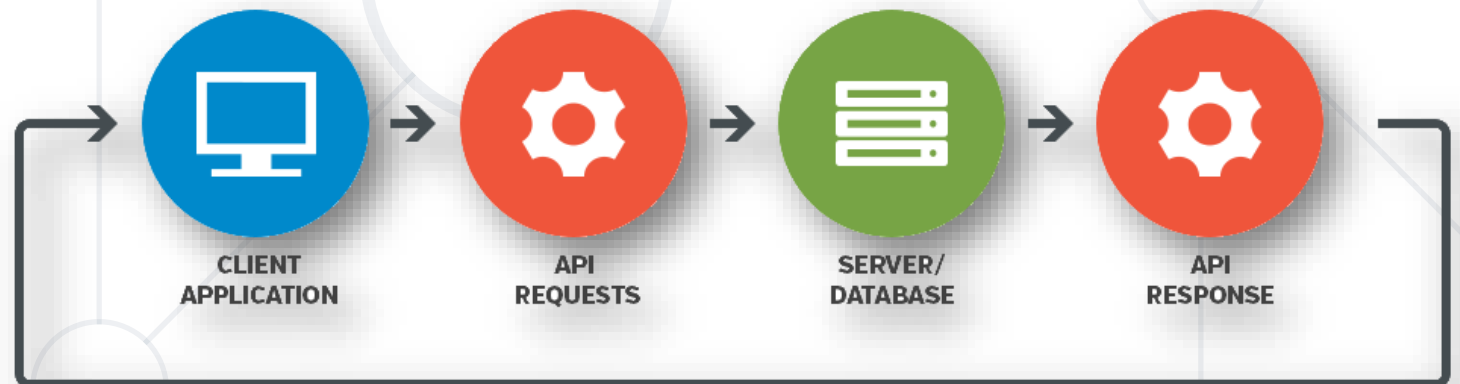 CLIENT
APPLICATION
API
REQUESTS
SERVER/
DATABASE
API
RESPONSE